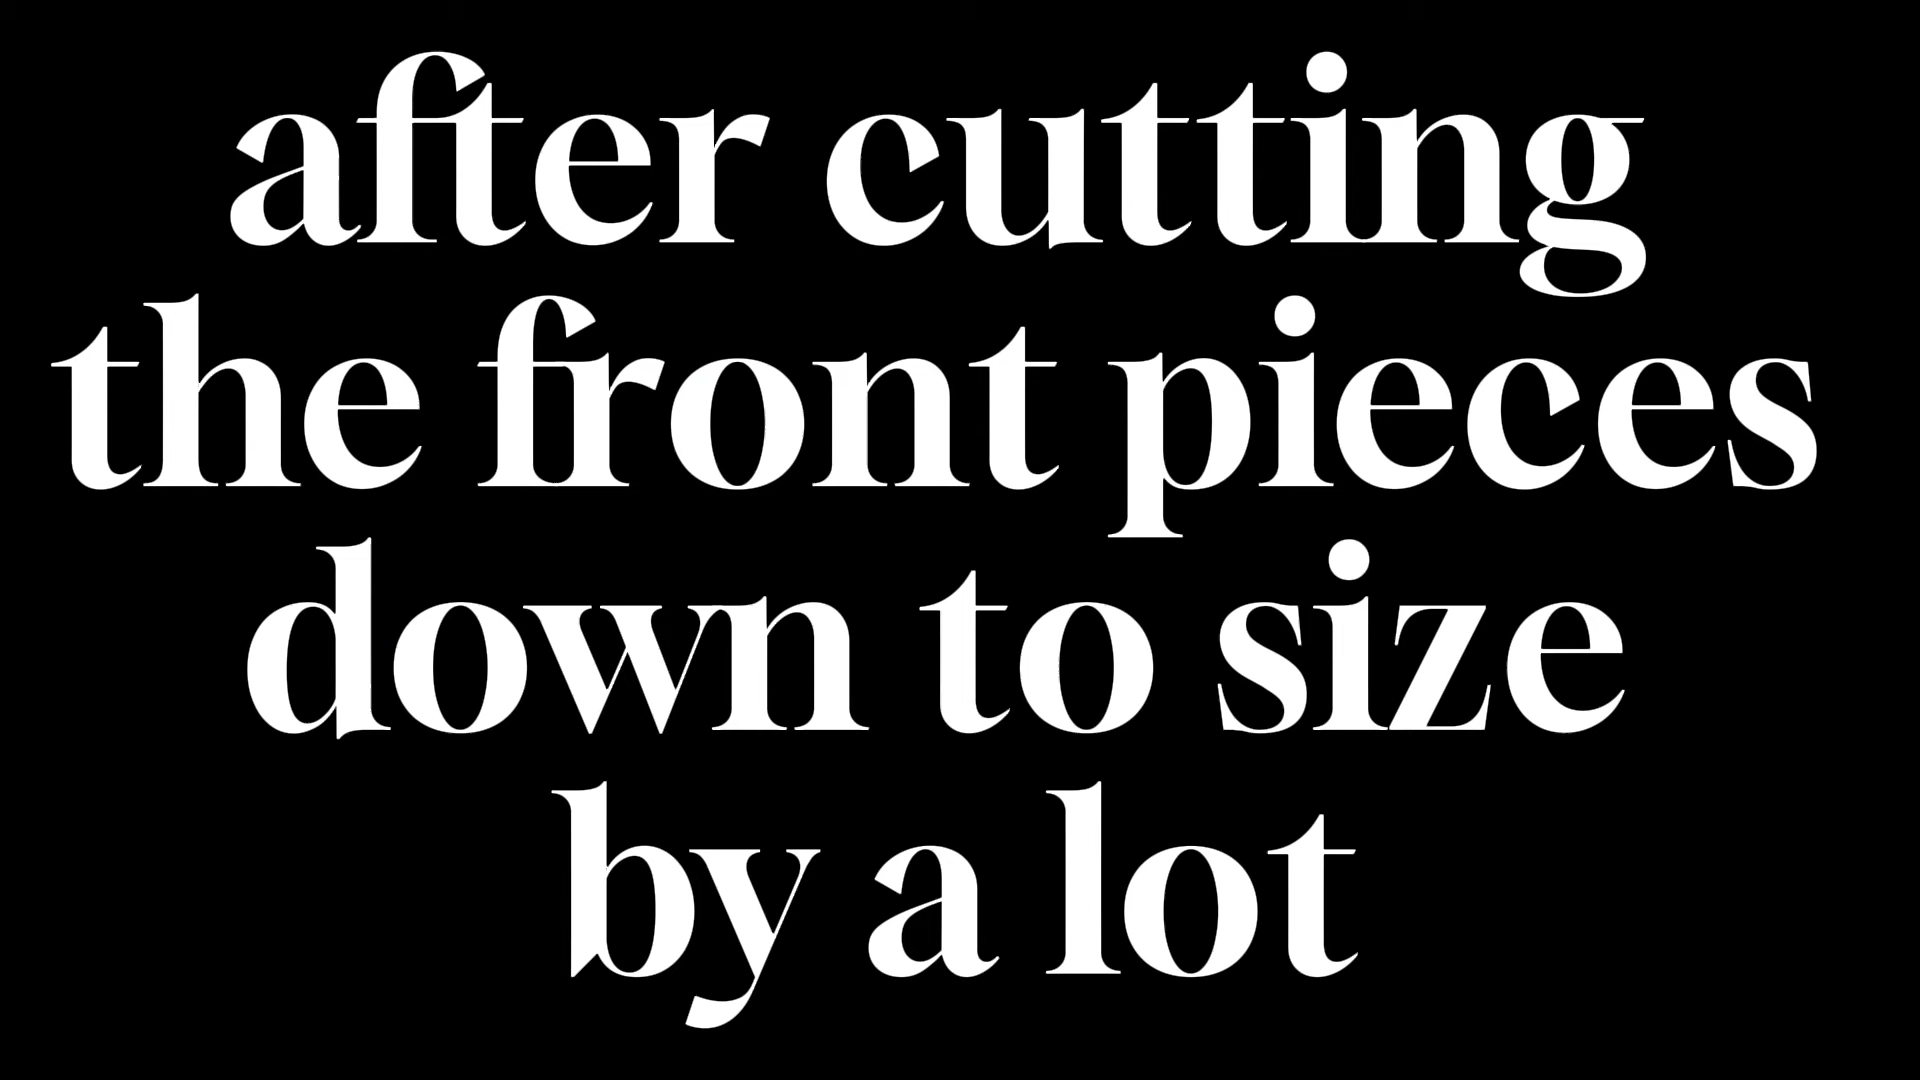 after cutting
the front pieces
down to size
by a lot